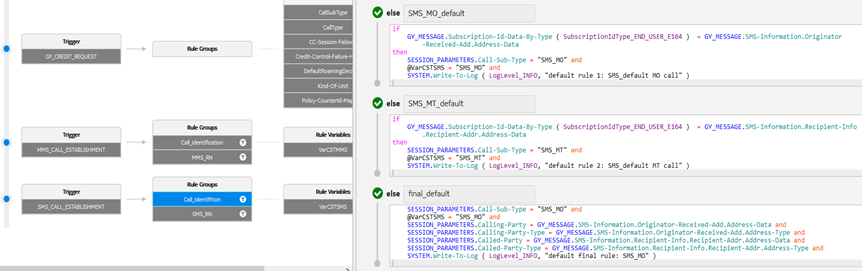 CallSubType
CallType
CC-Session-Failov
Credit-Control-Failure-H
DefaultRoamingDecl
Kind-Of-Unit
Policy-CounterId-Map
Trigger
GY_CREDIT_REQUEST
Rule Groups
Trigger
MMS_CALL_ESTABLISHMENT
Rule Groups
Call_Identification
MMS_RN
Rule Variables
VarCSTMMS
Trigger
SMS_CALL_ESTABLISHMENT
Rule Groups
Call_Identifition
SMS_RN
Rule Variables
VarCSTSMS
else SMS_MO_default
if
GY_MESSAGE.Subscription-Id-Data-By-Type ( SubscriptionIdType_END_USER_E164 ) = GY_MESSAGE.SMS-Information.Originator
-Received-Add.Address-Data
then
SESSION_PARAMETERS.Call-Sub-Type = "SMS_MO" and
@VarCSTSMS = "SMS_MO" and
SYSTEM.Write-To-Log ( LogLevel_INFO, "default rule 1: SMS_default MO call" )
else SMS_MT_default
if
GY_MESSAGE.Subscription-Id-Data-By-Type ( SubscriptionIdType_END_USER_E164 ) = GY_MESSAGE.SMS-Information.Recipient-Info
.Recipient-Addr.Address-Data
then
SESSION_PARAMETERS.Call-Sub-Type = "SMS_MT" and
@VarCSTSMS = "SMS_MT" and
SYSTEM.Write-To-Log ( LogLevel_INFO, "default rule 2: SMS_default MT call" )
else final_default
SESSION_PARAMETERS.Call-Sub-Type = "SMS_MO" and
@VarCSTSMS = "SMS_MO" and
SESSION_PARAMETERS.Calling-Party = GY_MESSAGE.SMS-Information.Originator-Received-Add.Address-Data and
SESSION_PARAMETERS.Calling-Party-Type = GY_MESSAGE.SMS-Information.Originator-Received-Add.Address-Type and
SESSION_PARAMETERS.Called-Party = GY_MESSAGE.SMS-Information.Recipient-Info.Recipient-Addr.Address-Data and
SESSION_PARAMETERS.Called-Party-Type = GY_MESSAGE.SMS-Information.Recipient-Info.Recipient-Addr.Address-Type and
SYSTEM.Write-To-Log ( LogLevel_INFO, "default final rule: SMS_MO" )